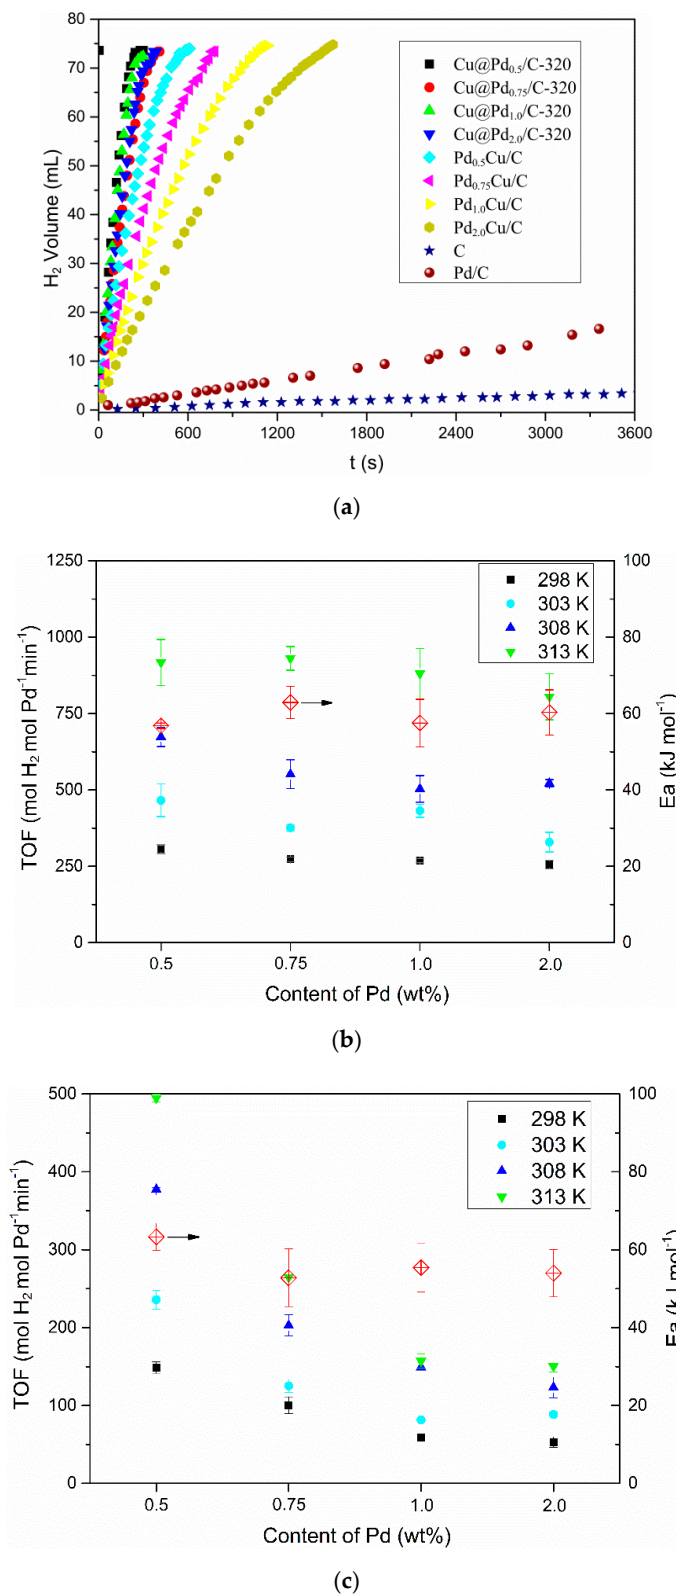 80
70
60
50
40
30
20
10
0
H₂ Volume (mL)
Cu@Pd₀.₅/C-320
Cu@Pd₀.₇₅/C-320
Cu@Pd₁.₀/C-320
Cu@Pd₂.₀/C-320
Pd₀.₅Cu/C
Pd₀.₇₅Cu/C
Pd₁.₀Cu/C
Pd₂.₀Cu/C
C
Pd/C
0 600 1200 1800 2400 3000 3600
t (s)
(a)
1250
1000
750
500
250
0
TOF (mol H₂ mol Pd⁻¹min⁻¹)
298 K
303 K
308 K
313 K
100
80
60
40
20
0
Ea (kJ mol⁻¹)
0.5 0.75 1.0 2.0
Content of Pd (wt%)
(b)
500
400
300
200
100
0
TOF (mol H₂ mol Pd⁻¹min⁻¹)
298 K
303 K
308 K
313 K
100
80
60
40
20
0
Ea (kJ mol⁻¹)
0.5 0.75 1.0 2.0
Content of Pd (wt%)
(c)